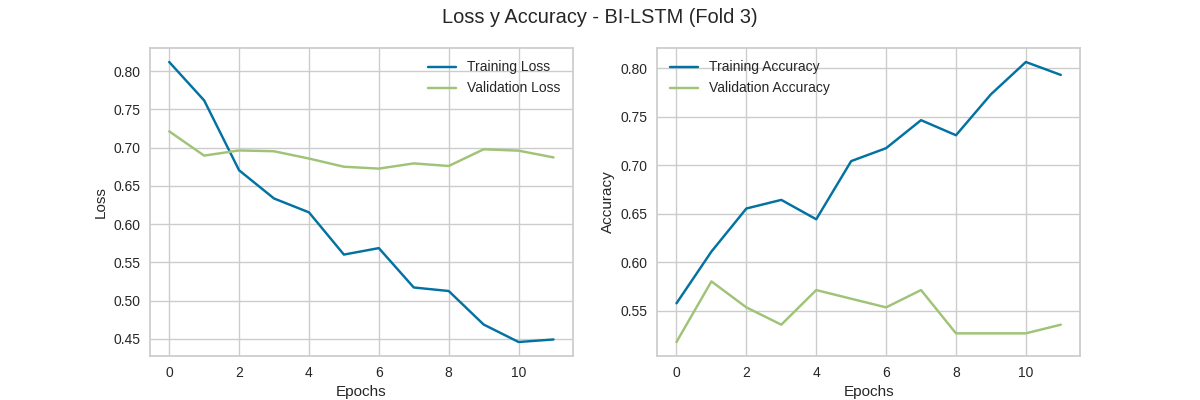 Loss y Accuracy - BI-LSTM (Fold 3)
Training Loss
Validation Loss
0.80
0.75
0.70
0.65
0.60
0.55
0.50
0.45
Loss
0
2
4
6
8
10
Epochs
Training Accuracy
Validation Accuracy
0.80
0.75
0.70
0.65
0.60
0.55
Accuracy
0
2
4
6
8
10
Epochs